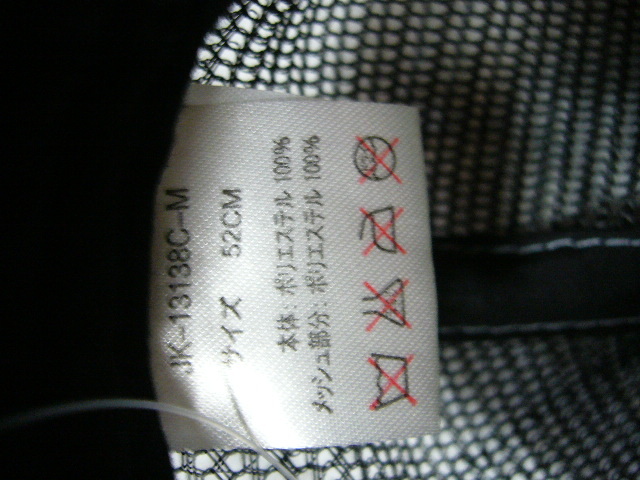 JK-13138C-M
サイズ 52CM
本体:ポリエステル 100%
メッシュ部分:ポリエステル 100%